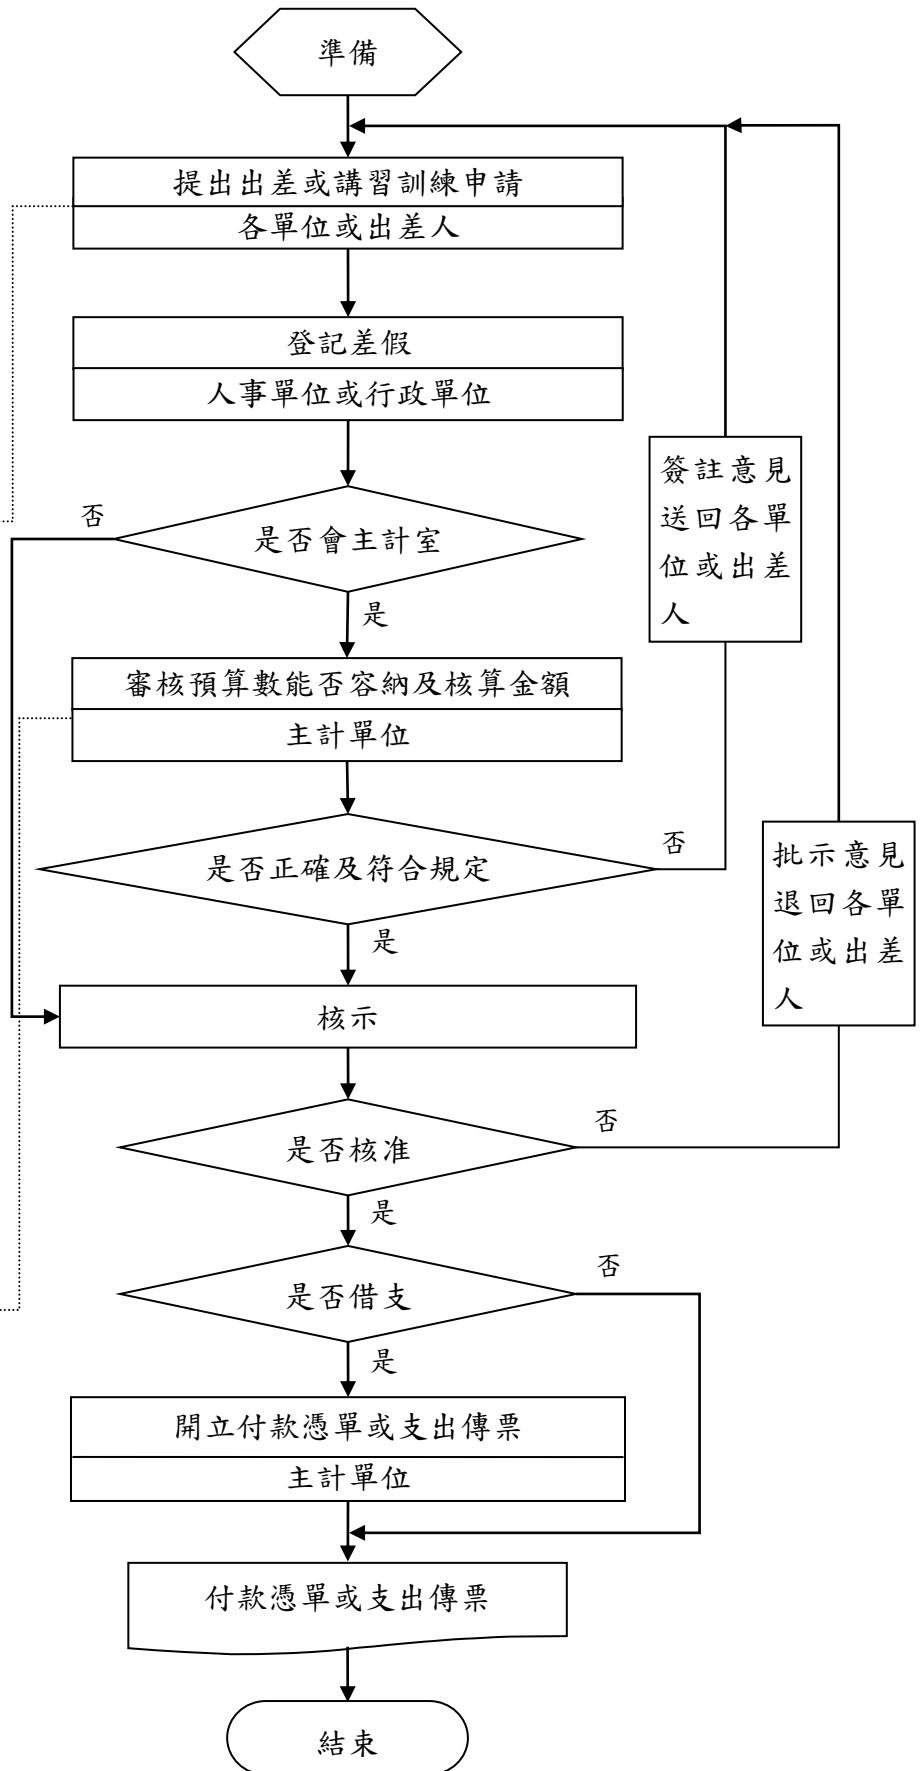 準備
提出出差或講習訓練申請
各單位或出差人
登記差假
人事單位或行政單位
簽註意見
送回各單
位或出差
人
否
是否會主計室
是
審核預算數能否容納及核算金額
主計單位
否
是否正確及符合規定
批示意見
退回各單
位或出差
人
是
核示
否
是否核准
是
否
是否借支
是
開立付款憑單或支出傳票
主計單位
付款憑單或支出傳票
結束